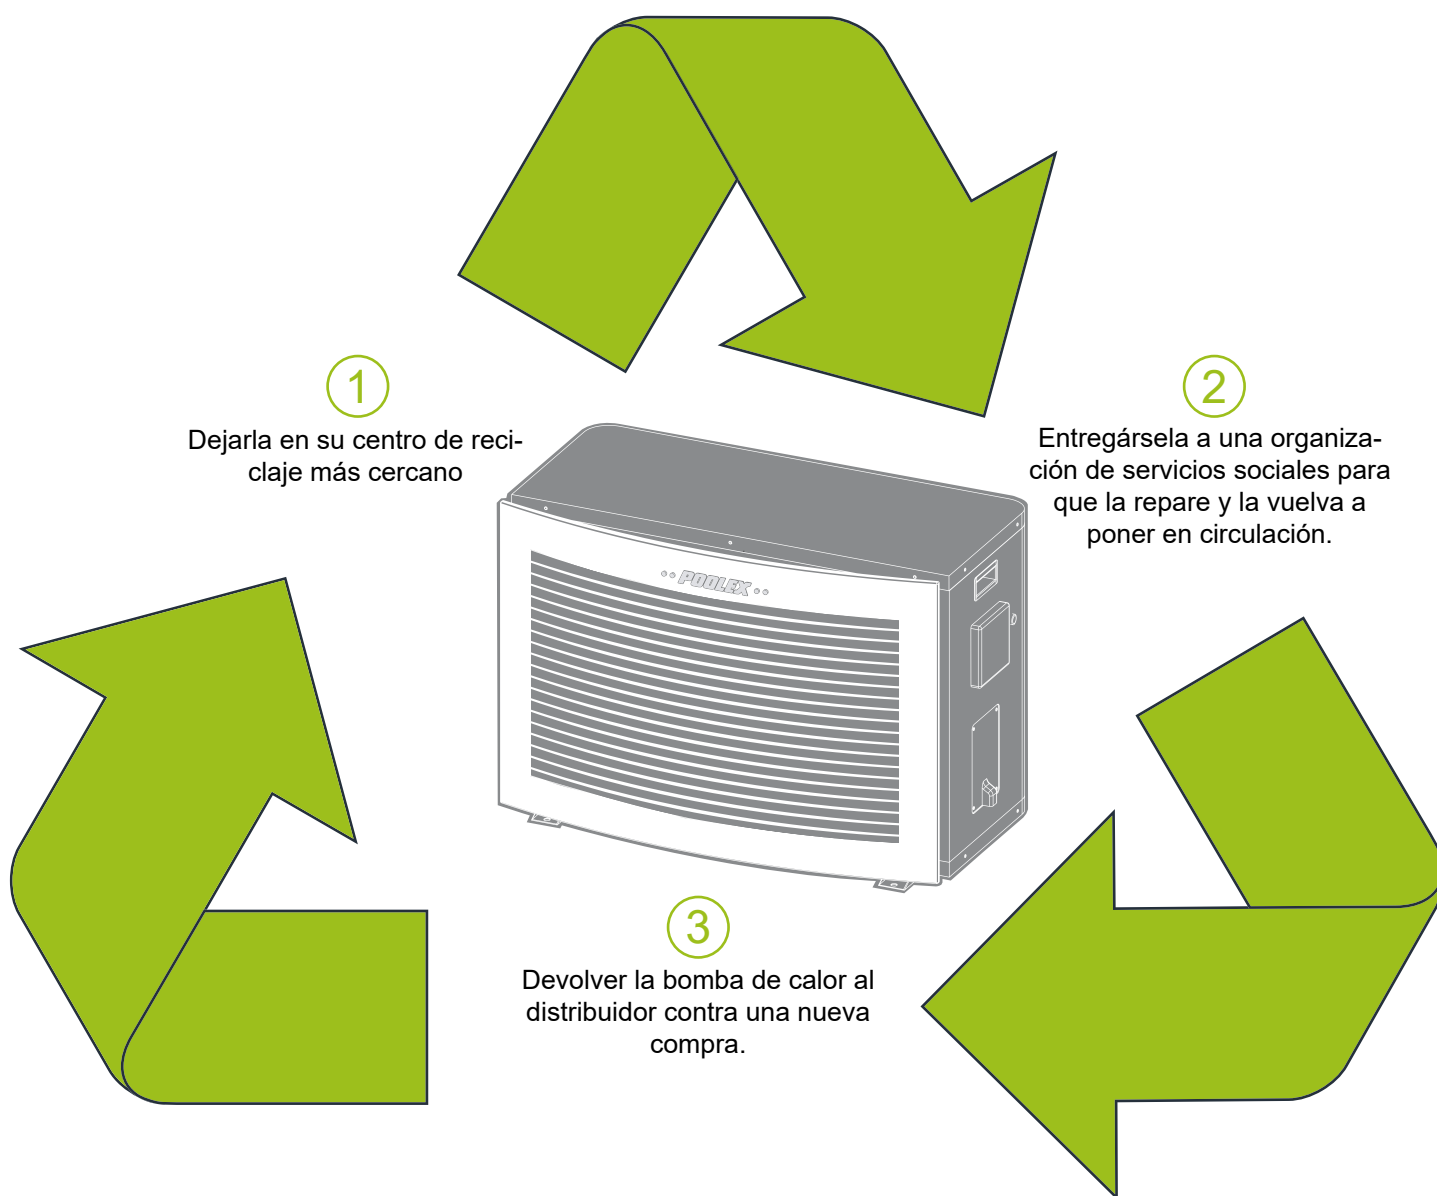 1
Dejarla en su centro de reci-
claje más cercano
2
Entregársela a una organiza-
ción de servicios sociales para
que la repare y la vuelva a
poner en circulación.
POOLEX
3
Devolver la bomba de calor al
distribuidor contra una nueva
compra.